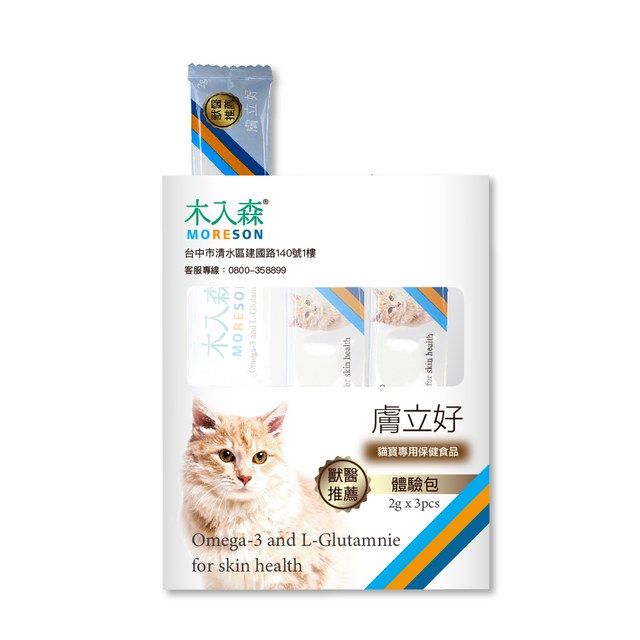 2g
獸醫
推薦
膚立好
木入森®
MORESON
台中市清水區建國路140號1樓
客服專線：0800-358899
木入森
MORESO
Omega-3 and L-Glutam
for skin health
for skin health
膚立好
貓寶專用保健食品
獸醫
推薦
體驗包
2g x 3pcs
Omega-3 and L-Glutamnie
for skin health